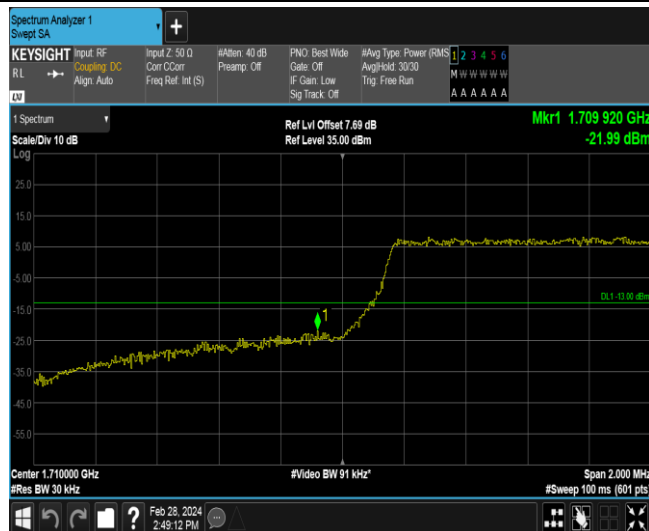 Spectrum Analyzer 1
Swept SA
+
KEYSIGHT
RL
LXI
Input: RF
Coupling: DC
Align: Auto
Input Z: 50 Ω
Corr CCorr
Freq Ref: Int (S)
#Atten: 40 dB
Preamp: Off
PNO: Best Wide
Gate: Off
IF Gain: Low
Sig Track: Off
#Avg Type: Power (RMS
Avg|Hold: 30/30
Trig: Free Run
1 2 3 4 5 6
M W W W W W
A A A A A A
1 Spectrum
Scale/Div 10 dB
Ref Lvl Offset 7.69 dB
Ref Level 35.00 dBm
Mkr1 1.709 920 GHz
-21.99 dBm
Log
25.0
15.0
5.00
-5.00
DL1 -13.00 dBm
-15.0
1
-25.0
-35.0
-45.0
-55.0
Center 1.710000 GHz
#Video BW 91 kHz*
Span 2.000 MHz
#Res BW 30 kHz
#Sweep 100 ms (601 pts)
?
Feb 28, 2024
2:49:12 PM